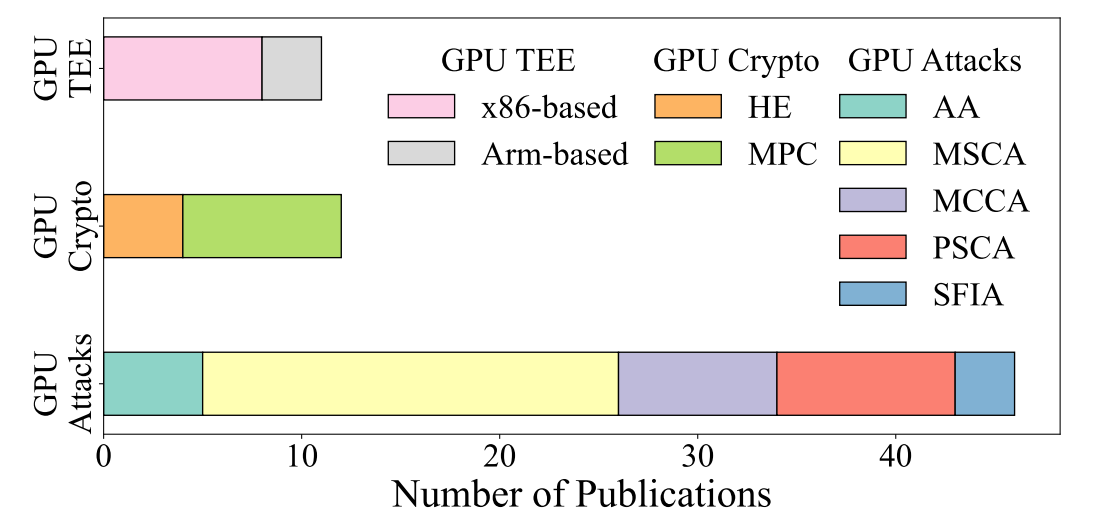 GPU
TEE
GPU TEE
x86-based
Arm-based
GPU Crypto
HE
MPC
GPU Attacks
AA
MSCA
MCCA
PSCA
SFIA
GPU
Crypto
GPU
Attacks
0 10 20 30 40
Number of Publications